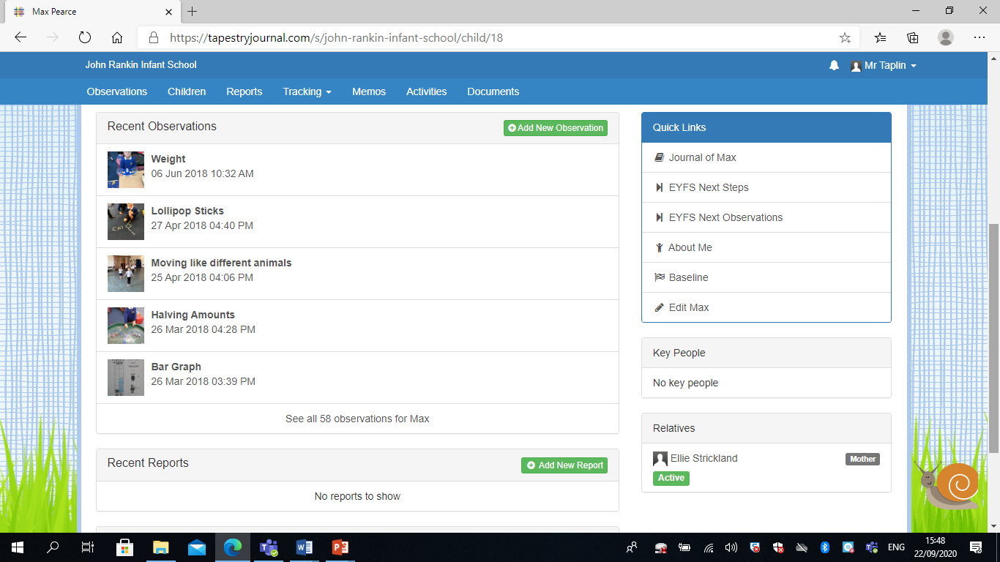 Max Pearce
https://tapestryjournal.com/s/john-rankin-infant-school/child/18
John Rankin Infant School
Mr Taplin
Observations Children Reports Tracking Memos Activities Documents
Recent Observations
Add New Observation
Weight
06 Jun 2018 10:32 AM
Lollipop Sticks
27 Apr 2018 04:40 PM
Moving like different animals
25 Apr 2018 04:06 PM
Halving Amounts
26 Mar 2018 04:28 PM
Bar Graph
26 Mar 2018 03:39 PM
See all 58 observations for Max
Recent Reports
Add New Report
No reports to show
Quick Links
Journal of Max
EYFS Next Steps
EYFS Next Observations
About Me
Baseline
Edit Max
Key People
No key people
Relatives
Ellie Strickland
Mother
Active
ENG
15:48
22/09/2020